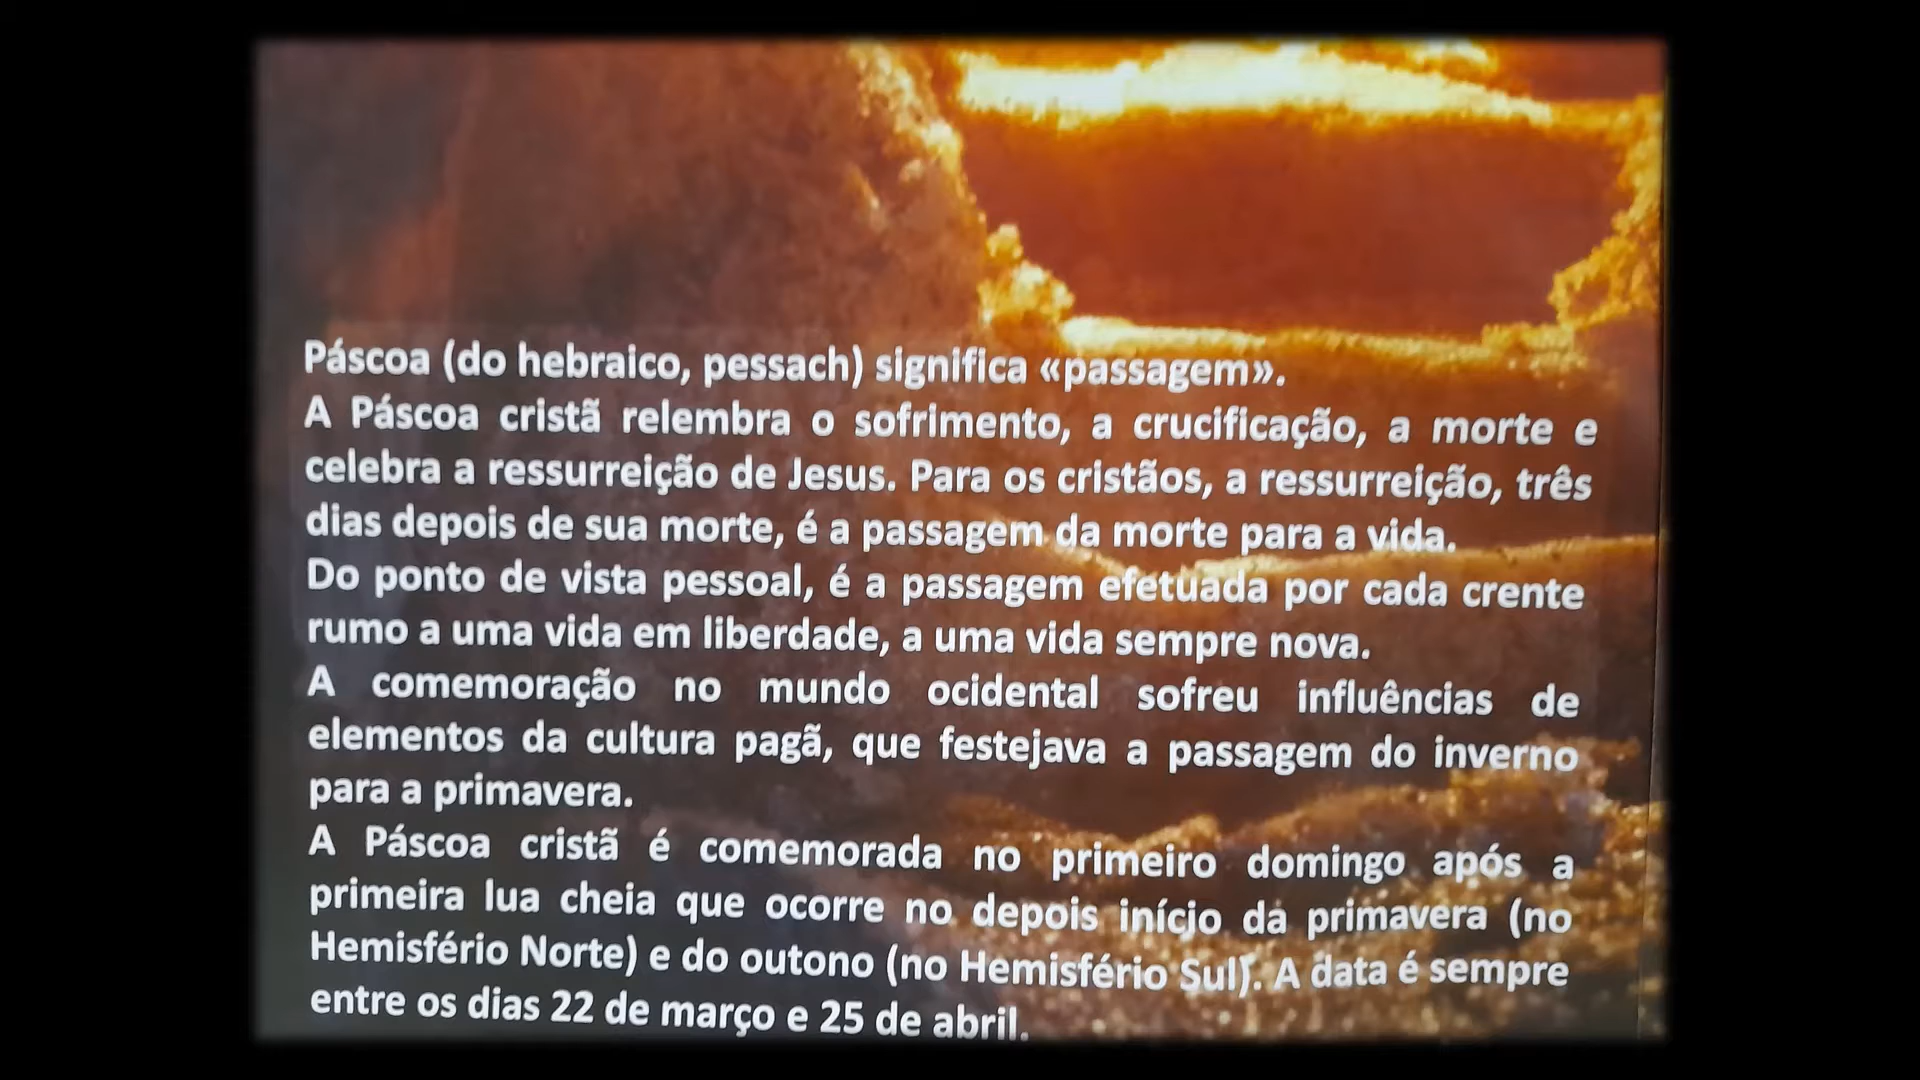 Páscoa (do hebraico, pessach) significa «passagem».
A Páscoa cristã relembra o sofrimento, a crucificação, a morte e
celebra a ressurreição de Jesus. Para os cristãos, a ressurreição, três
dias depois de sua morte, é a passagem da morte para a vida.
Do ponto de vista pessoal, é a passagem efetuada por cada crente
rumo a uma vida em liberdade, a uma vida sempre nova.
A comemoração no mundo ocidental sofreu influências de
elementos da cultura pagã, que festejava a passagem do inverno
para a primavera.
A Páscoa cristã é comemorada no primeiro domingo após a
primeira lua cheia que ocorre no depois início da primavera (no
Hemisfério Norte) e do outono (no Hemisfério Sul). A data é sempre
entre os dias 22 de março e 25 de abril.